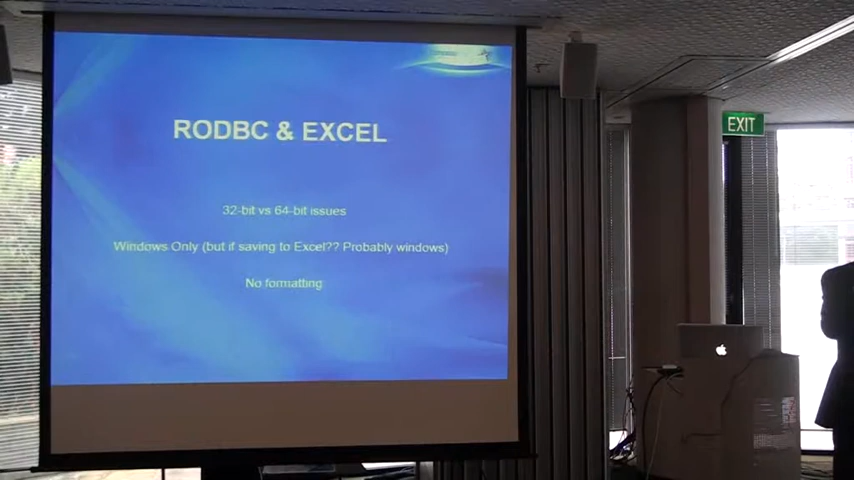 RODBC & EXCEL
EXIT
32-bit vs 64-bit issues
Windows Only (but if saving to Excel?? Probably windows)
No formatting